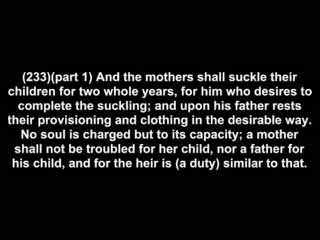 (233)(part 1) And the mothers shall suckle their
children for two whole years, for him who desires to
complete the suckling; and upon his father rests
their provisioning and clothing in the desirable way.
No soul is charged but to its capacity; a mother
shall not be troubled for her child, nor a father for
his child, and for the heir is (a duty) similar to that.